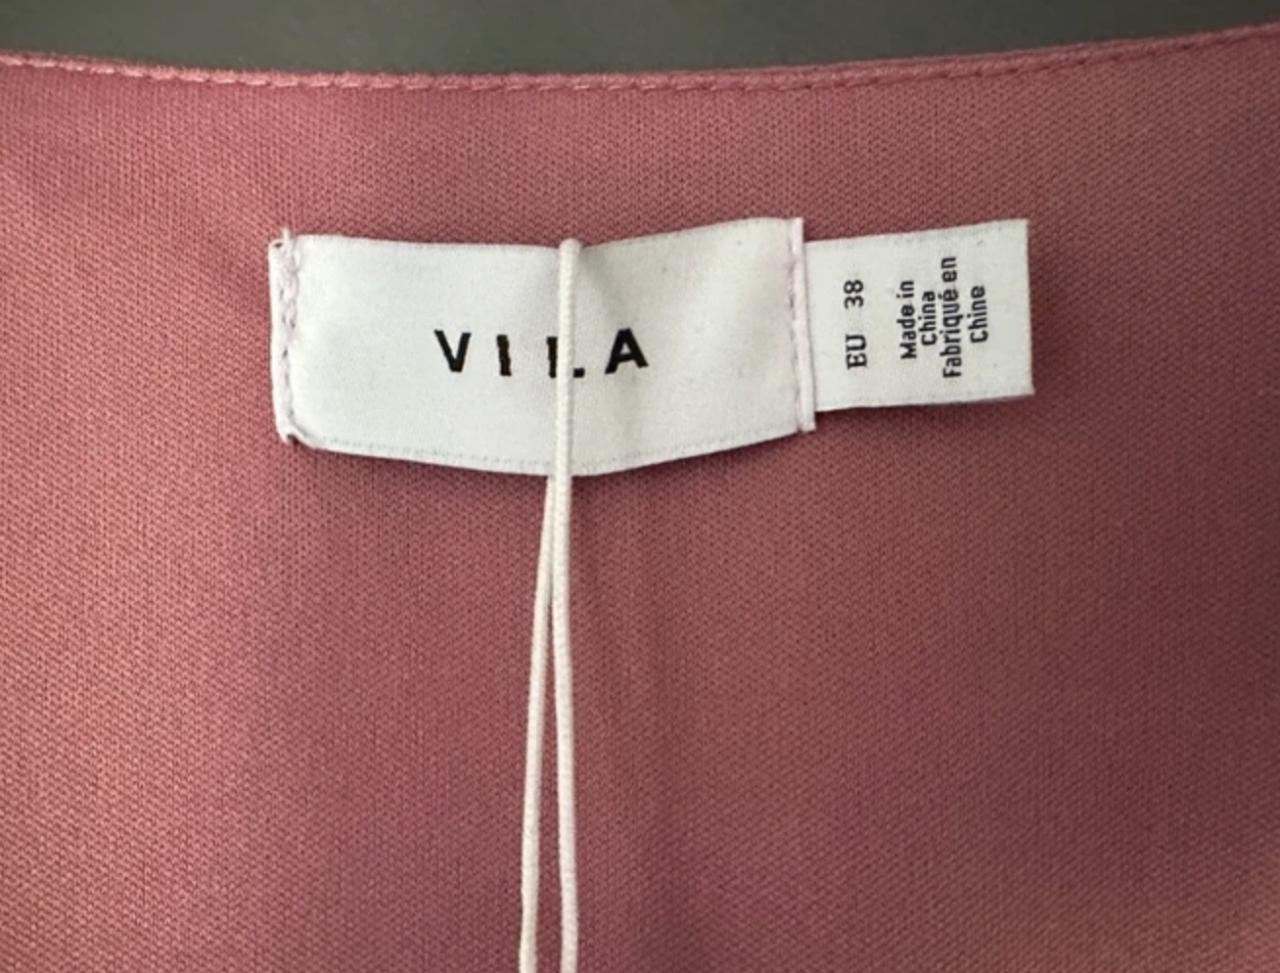 VILA
EU 38
Made in
China
Fabriqué en
Chine